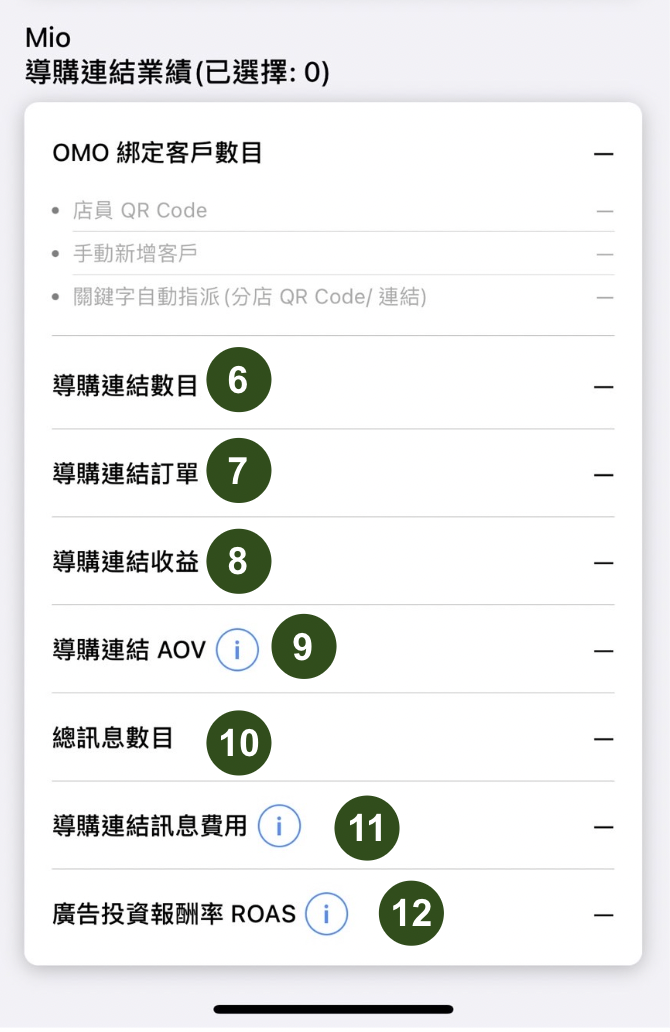 Mio
導購連結業績(已選擇: 0)
OMO 綁定客戶數目 —
• 店員 QR Code —
• 手動新增客戶 —
• 關鍵字自動指派(分店 QR Code/ 連結) —
導購連結數目 6 —
導購連結訂單 7 —
導購連結收益 8 —
導購連結 AOV i 9 —
總訊息數目 10 —
導購連結訊息費用 i 11 —
廣告投資報酬率 ROAS i 12 —